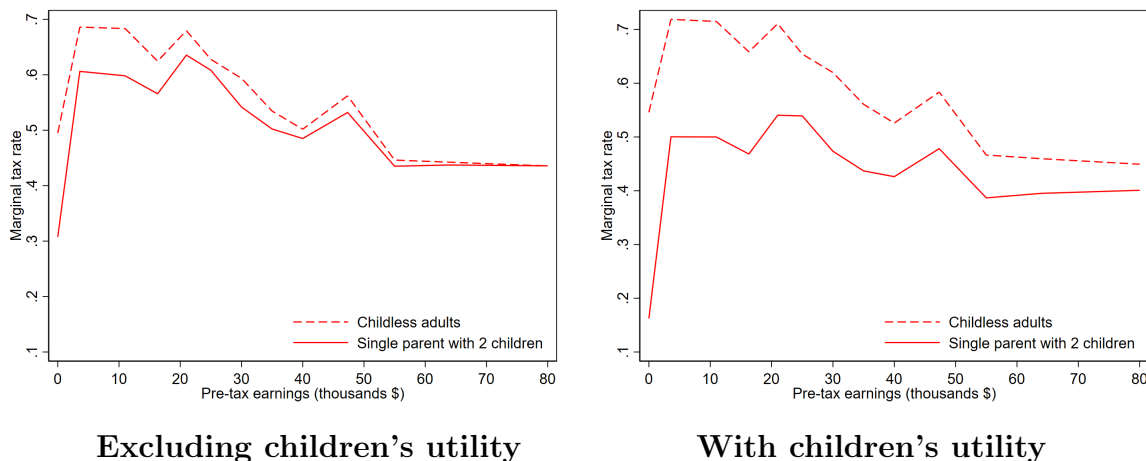 Marginal tax rate
.7
.6
.5
.4
.3
.2
.1
Childless adults
Single parent with 2 children
0 10 20 30 40 50 60 70 80
Pre-tax earnings (thousands $)
Excluding children's utility
Marginal tax rate
.7
.6
.5
.4
.3
.2
.1
Childless adults
Single parent with 2 children
0 10 20 30 40 50 60 70 80
Pre-tax earnings (thousands $)
With children's utility